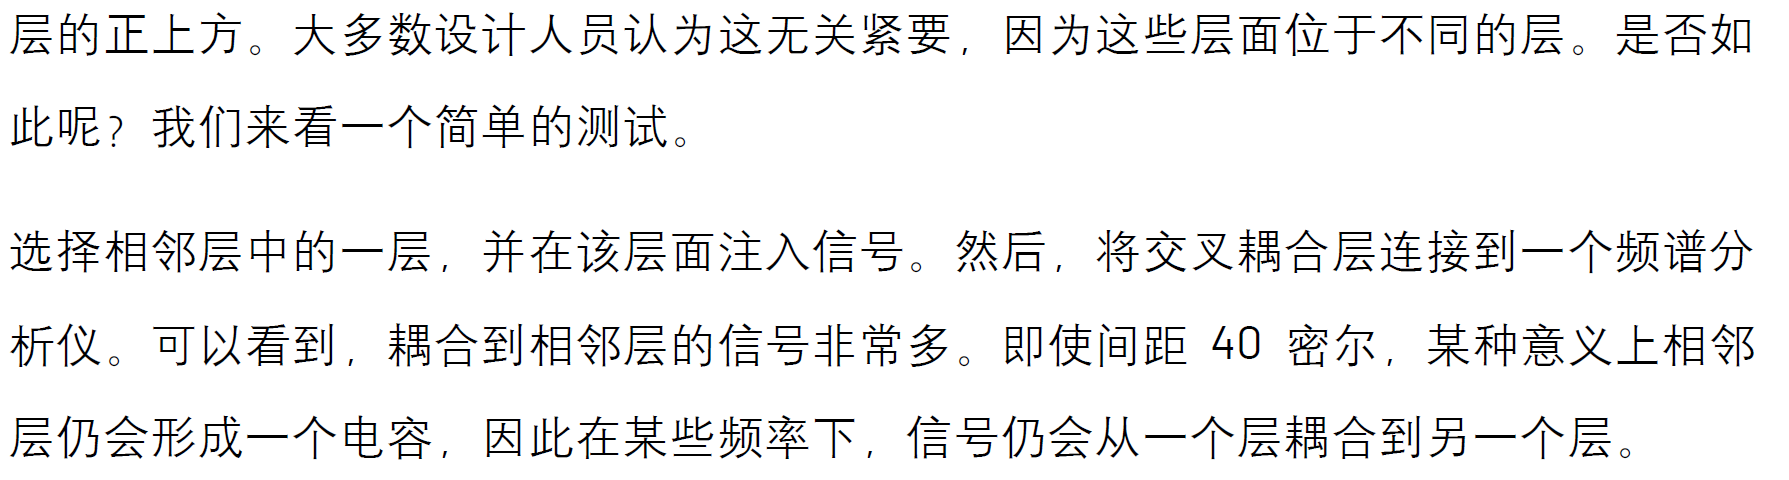 层的正上方。大多数设计人员认为这无关紧要，因为这些层面位于不同的层。是否如
此呢？我们来看一个简单的测试。
选择相邻层中的一层，并在该层面注入信号。然后，将交叉耦合层连接到一个频谱分
析仪。可以看到，耦合到相邻层的信号非常多。即使间距 40 密尔，某种意义上相邻
层仍会形成一个电容，因此在某些频率下，信号仍会从一个层耦合到另一个层。